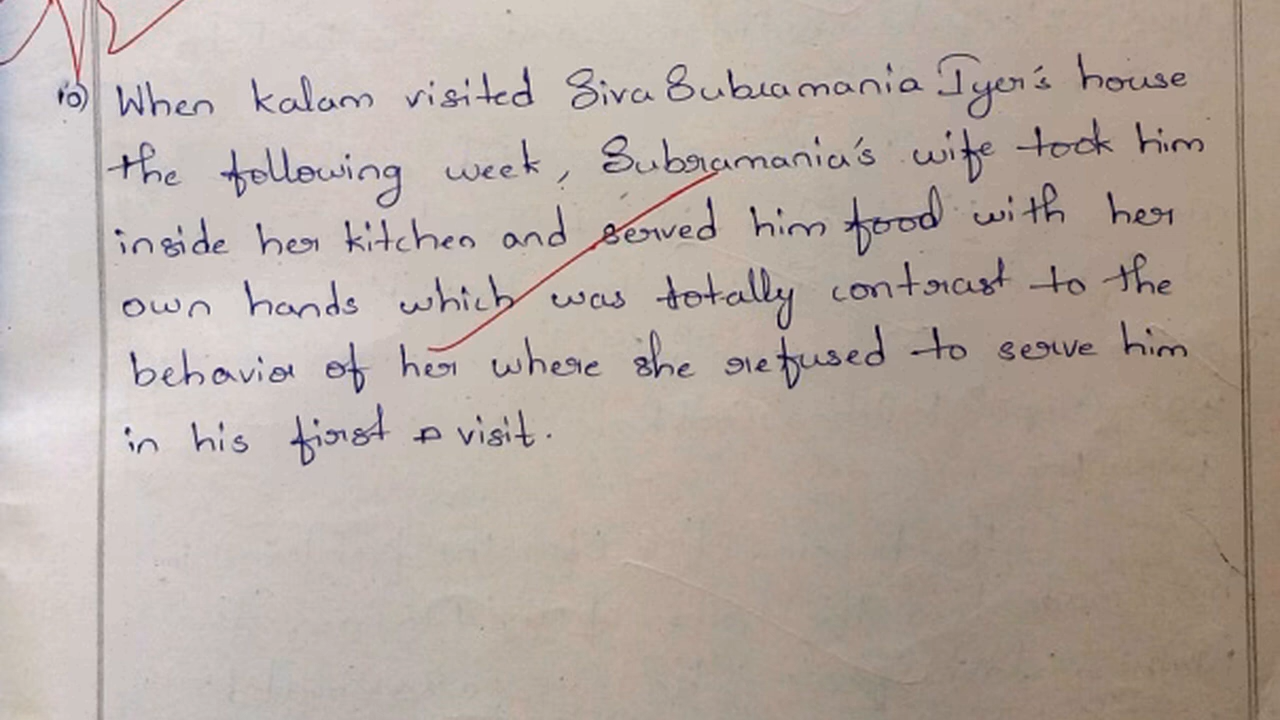 10) When kalam visited Siva Subramania Iyer's house
the following week, Subramania's wife took him
inside her kitchen and served him food with her
own hands which was totally contrast to the
behavior of her where she refused to serve him
in his first visit.